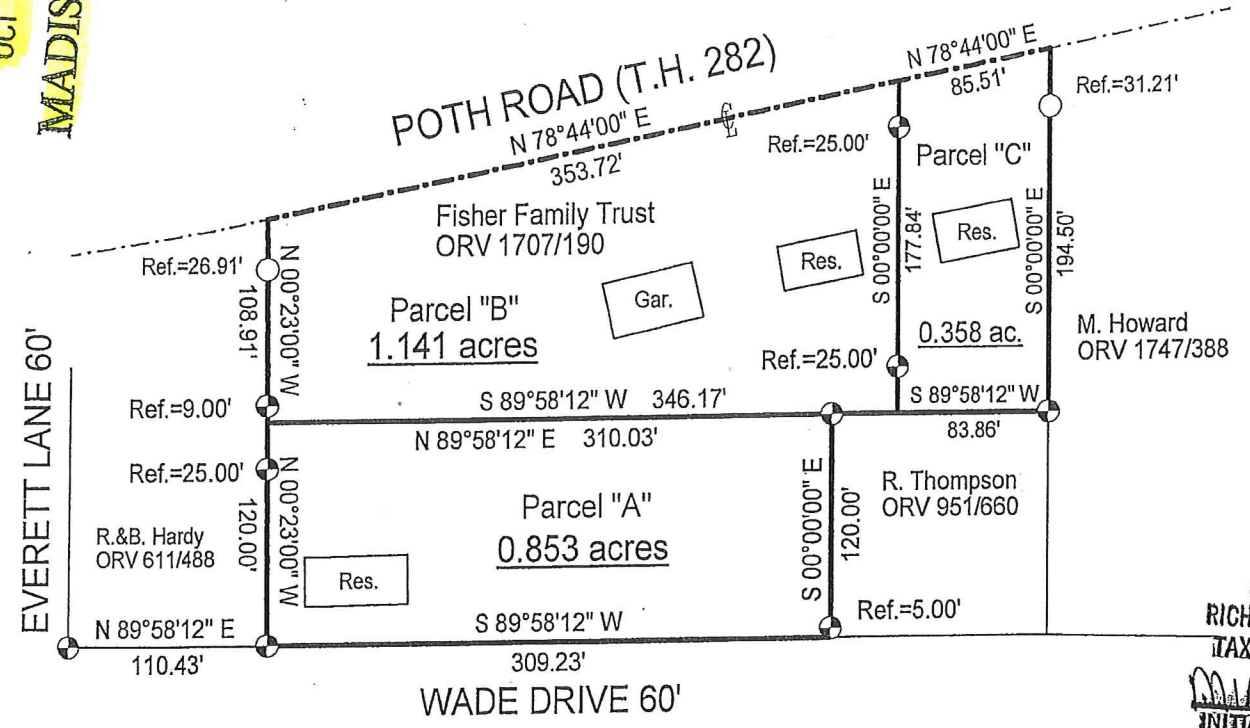 OCT
MADIS
N 78°44'00" E
85.51'
Ref.=31.21'
POTH ROAD (T.H. 282)
N 78°44'00" E
353.72'
℄
Ref.=25.00'
Parcel "C"
Fisher Family Trust
ORV 1707/190
Res.
Res.
S 00°00'00" E
177.84'
S 00°00'00" E
194.50'
Ref.=26.91'
N 00°23'00" W
108.91'
Gar.
Parcel "B"
1.141 acres
0.358 ac.
M. Howard
ORV 1747/388
Ref.=25.00'
Ref.=9.00'
S 89°58'12" W 346.17'
S 89°58'12" W
N 89°58'12" E 310.03'
83.86'
EVERETT LANE 60'
Ref.=25.00'
N 00°23'00" W
120.00'
R.&B. Hardy
ORV 611/488
Parcel "A"
0.853 acres
Res.
S 00°00'00" E
120.00'
R. Thompson
ORV 951/660
Ref.=5.00'
N 89°58'12" E
110.43'
S 89°58'12" W
309.23'
WADE DRIVE 60'
RICH
TAX